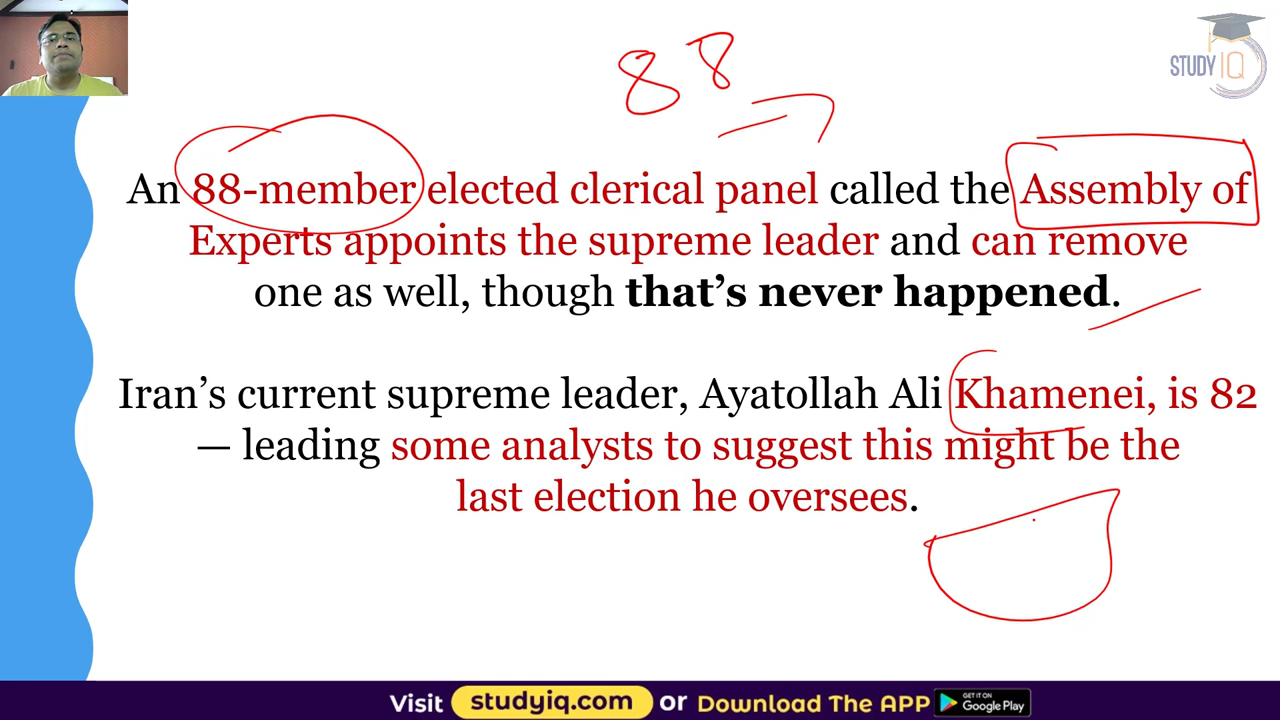 88
STUDY IQ
An 88-member elected clerical panel called the Assembly of
Experts appoints the supreme leader and can remove
one as well, though that’s never happened.
Iran’s current supreme leader, Ayatollah Ali Khamenei, is 82
— leading some analysts to suggest this might be the
last election he oversees.
Visit studyiq.com or Download The APP GET IT ON Google Play